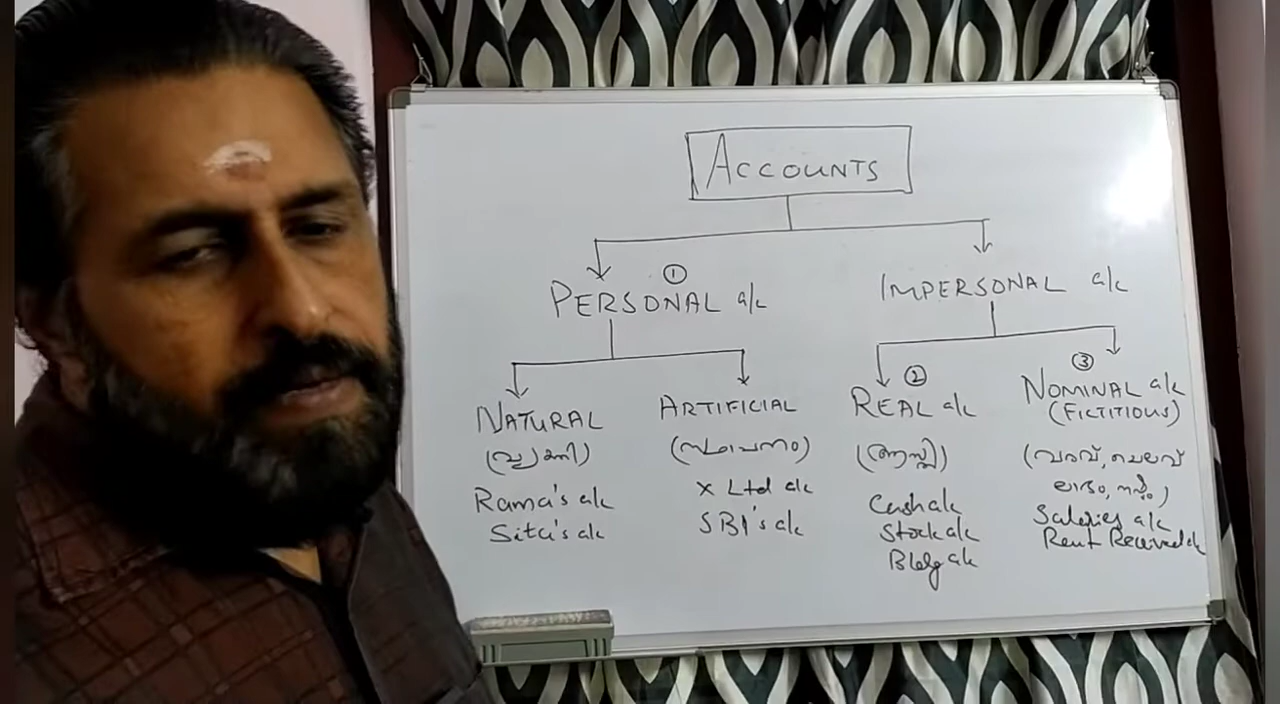 ACCOUNTS
①
PERSONAL a/c
IMPERSONAL a/c
NATURAL
(വ്യക്തി)
Rama's a/c
Sita's a/c
ARTIFICIAL
(സ്ഥാപനം)
X Ltd a/c
SBI's a/c
②
REAL a/c
(ആസ്തി)
Cash a/c
Stock a/c
Bldg a/c
③
NOMINAL a/c
(FICTITIOUS)
(വരവ്, ചെലവ്
ലാഭം, നഷ്ടം)
Salaries a/c
Rent Received a/c